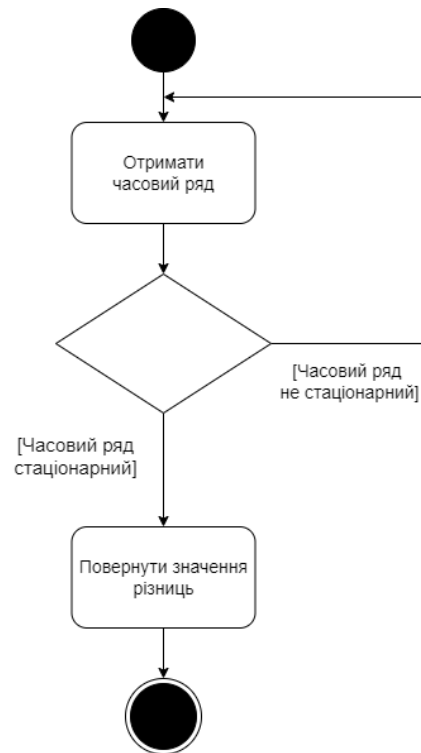 Отримати
часовий ряд
[Часовий ряд
не стаціонарний]
[Часовий ряд
стаціонарний]
Повернути значення
різниць